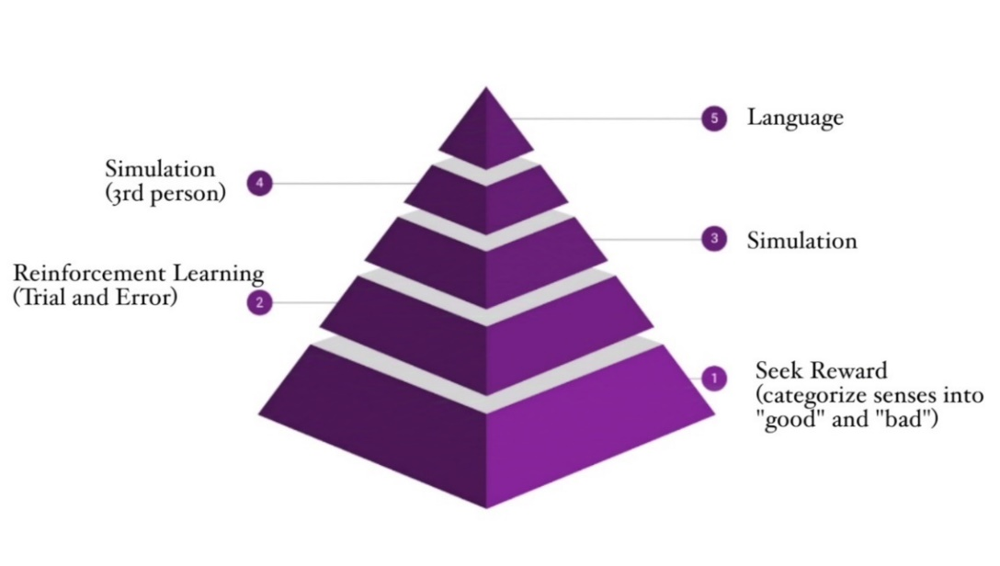 5 Language
Simulation
(3rd person) 4
3 Simulation
Reinforcement Learning
(Trial and Error) 2
1 Seek Reward
(categorize senses into
"good" and "bad")